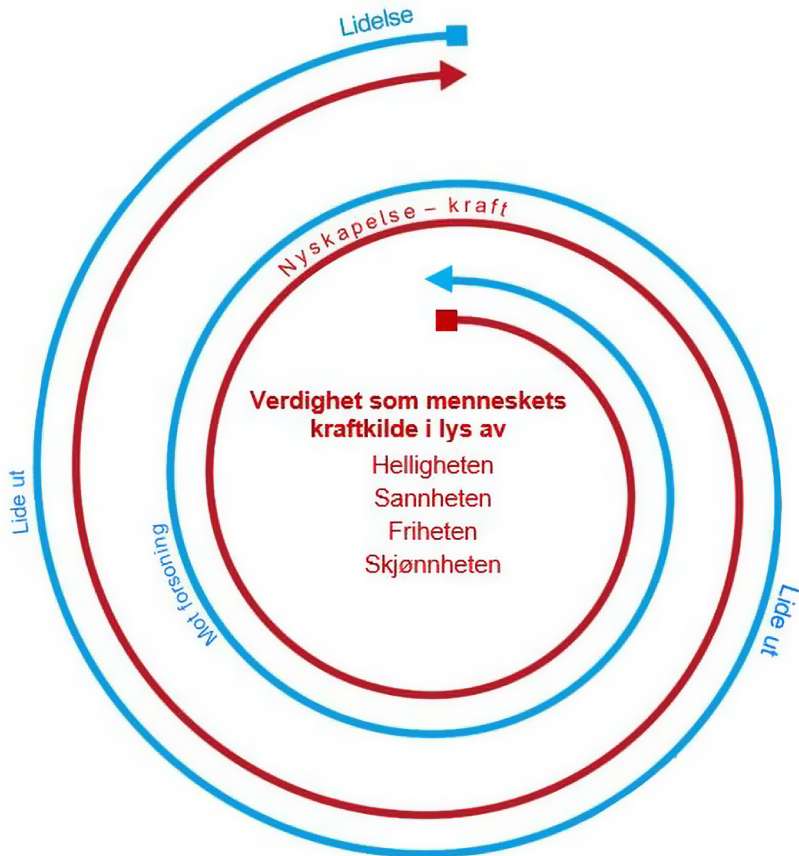 Lidelse
Nyskapelse – kraft
Verdighet som menneskets
kraftkilde i lys av
Helligheten
Sannheten
Friheten
Skjønnheten
Lide ut
Mot forsoning
Lide ut